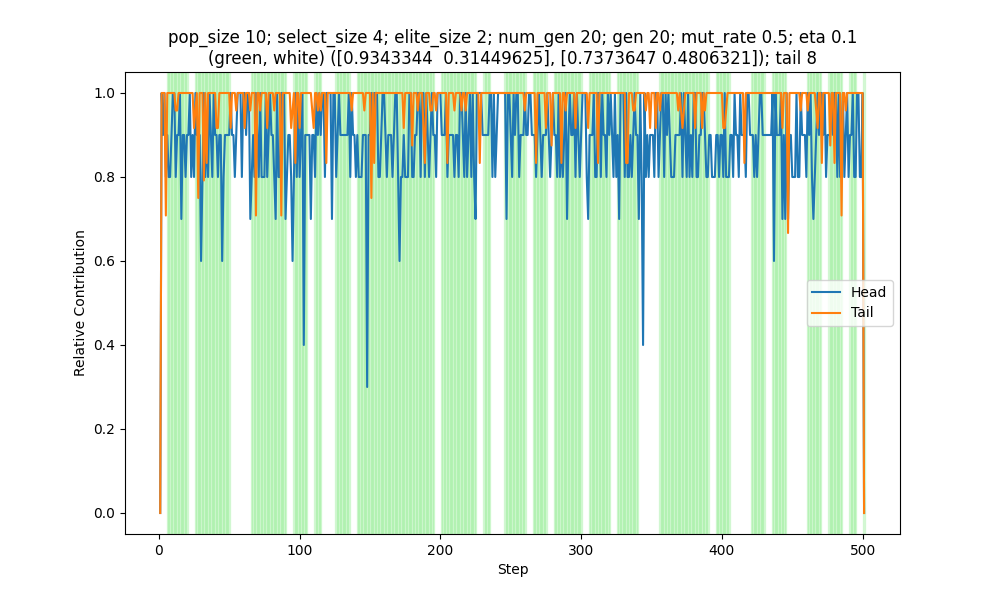 pop_size 10; select_size 4; elite_size 2; num_gen 20; gen 20; mut_rate 0.5; eta 0.1
(green, white) ([0.9343344  0.31449625], [0.7373647 0.4806321]); tail 8
1.0
0.8
0.6
0.4
0.2
0.0
Relative Contribution
Head
Tail
0
100
200
300
400
500
Step